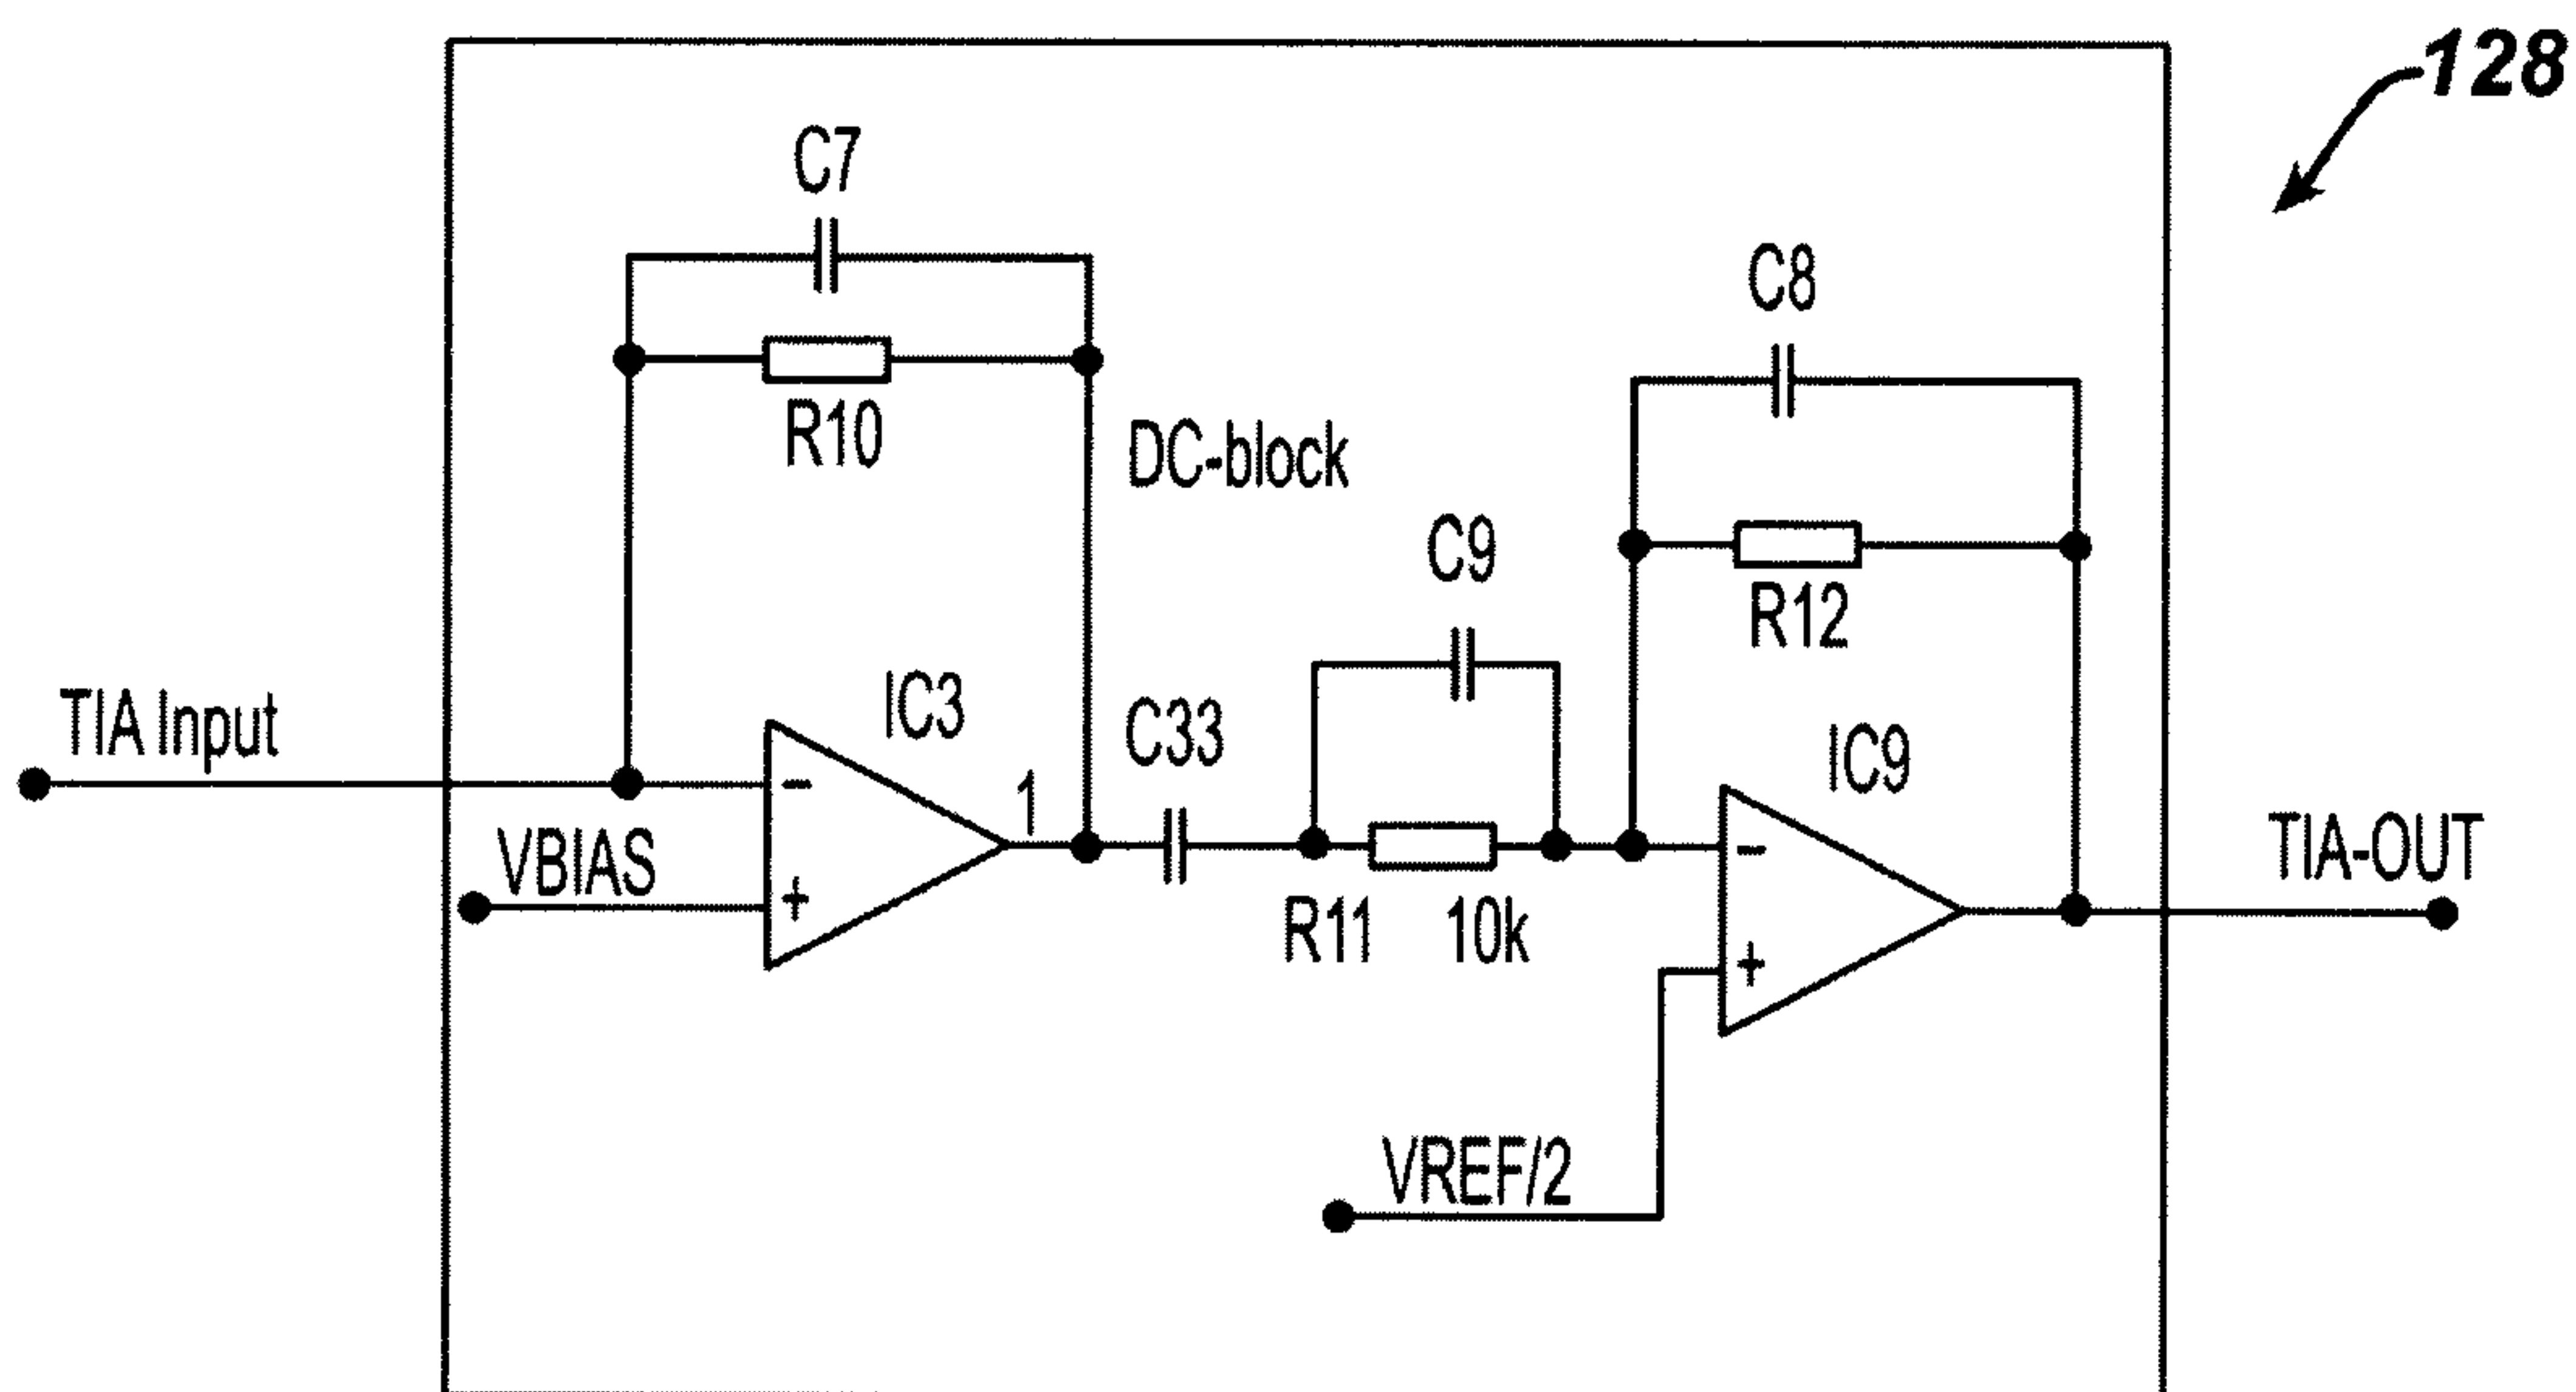 128
C7
R10
DC-block
C8
C9
R12
TIA Input
IC3
C33
1
VBIAS
IC9
TIA-OUT
R11 10k
VREF/2
-
+
-
+